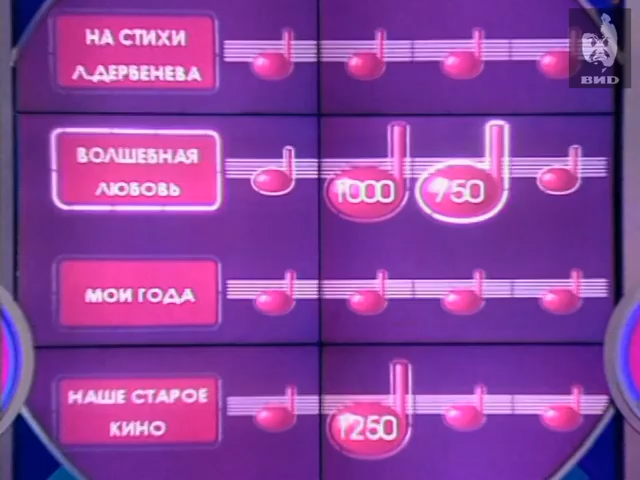 ВИD
НА СТИХИ
Л.ДЕРБЕНЕВА
ВОЛШЕБНАЯ
ЛЮБОВЬ
1000
750
МОИ ГОДА
НАШЕ СТАРОЕ
КИНО
1250